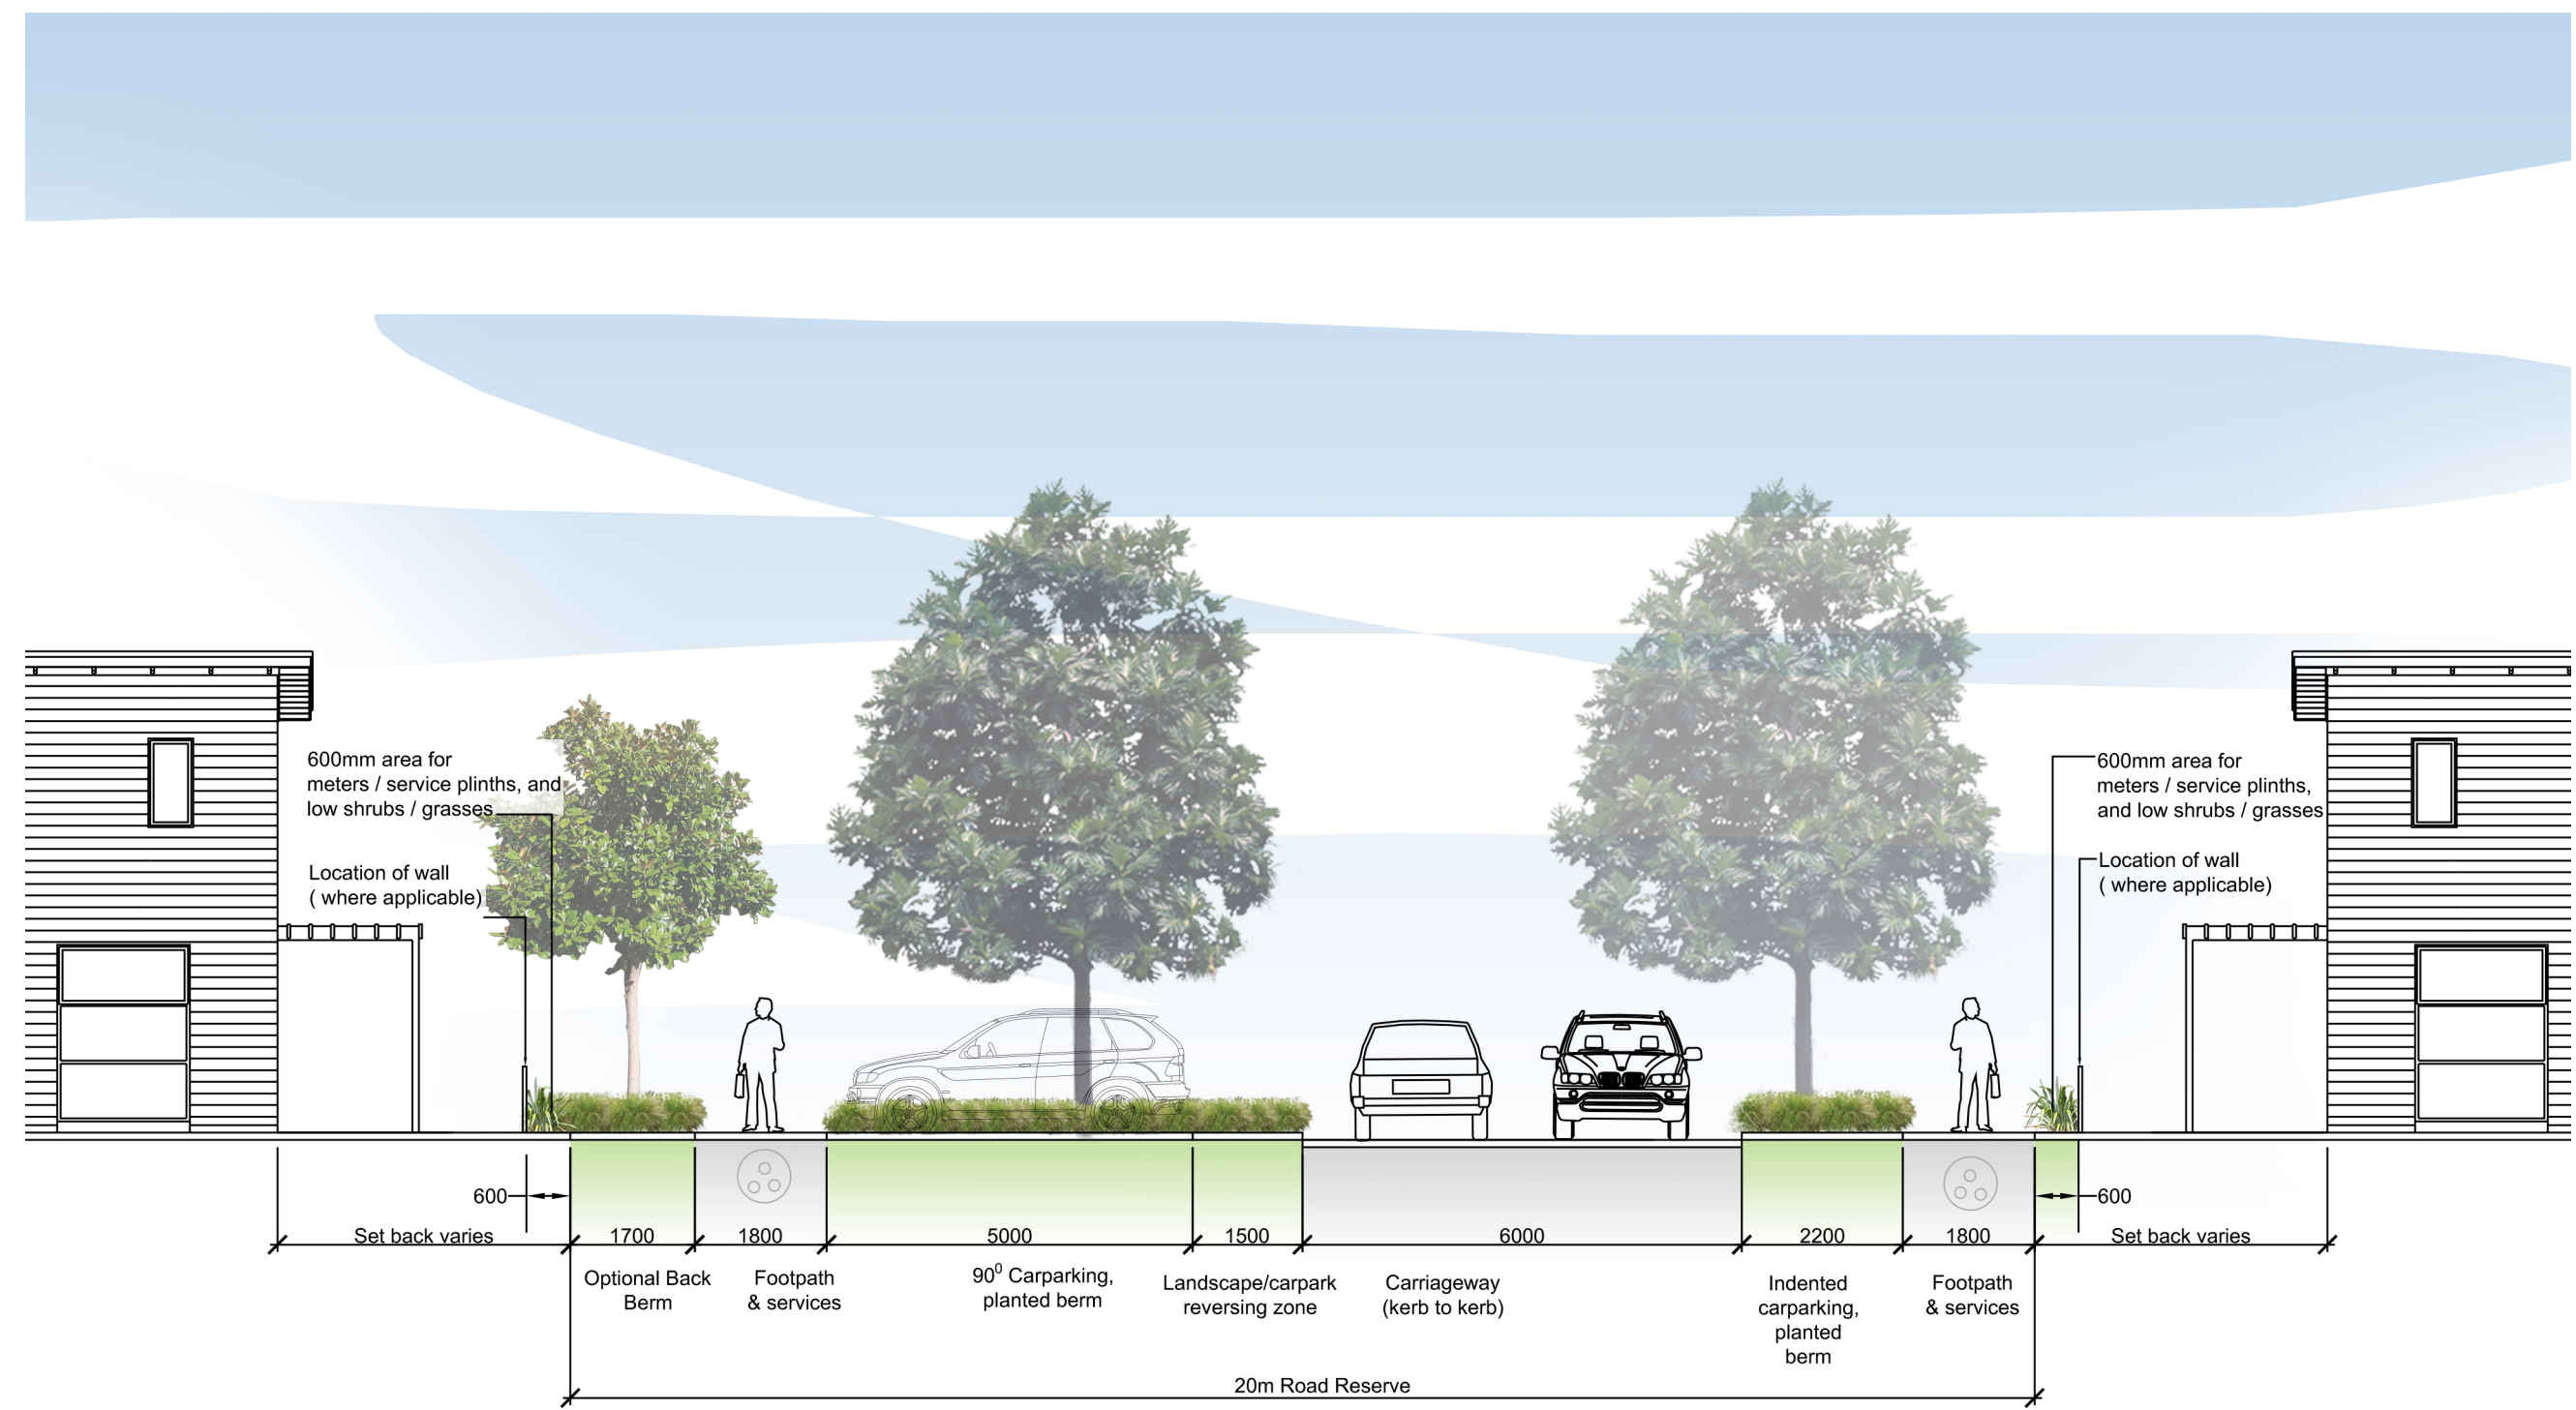 600mm area for
meters / service plinths, and
low shrubs / grasses
Location of wall
( where applicable)
600mm area for
meters / service plinths,
and low shrubs / grasses
Location of wall
( where applicable)
600
600
Set back varies
1700
1800
5000
1500
6000
2200
1800
Set back varies
Optional Back
Berm
Footpath
& services
90⁰ Carparking,
planted berm
Landscape/carpark
reversing zone
Carriageway
(kerb to kerb)
Indented
carparking,
planted
berm
Footpath
& services
20m Road Reserve